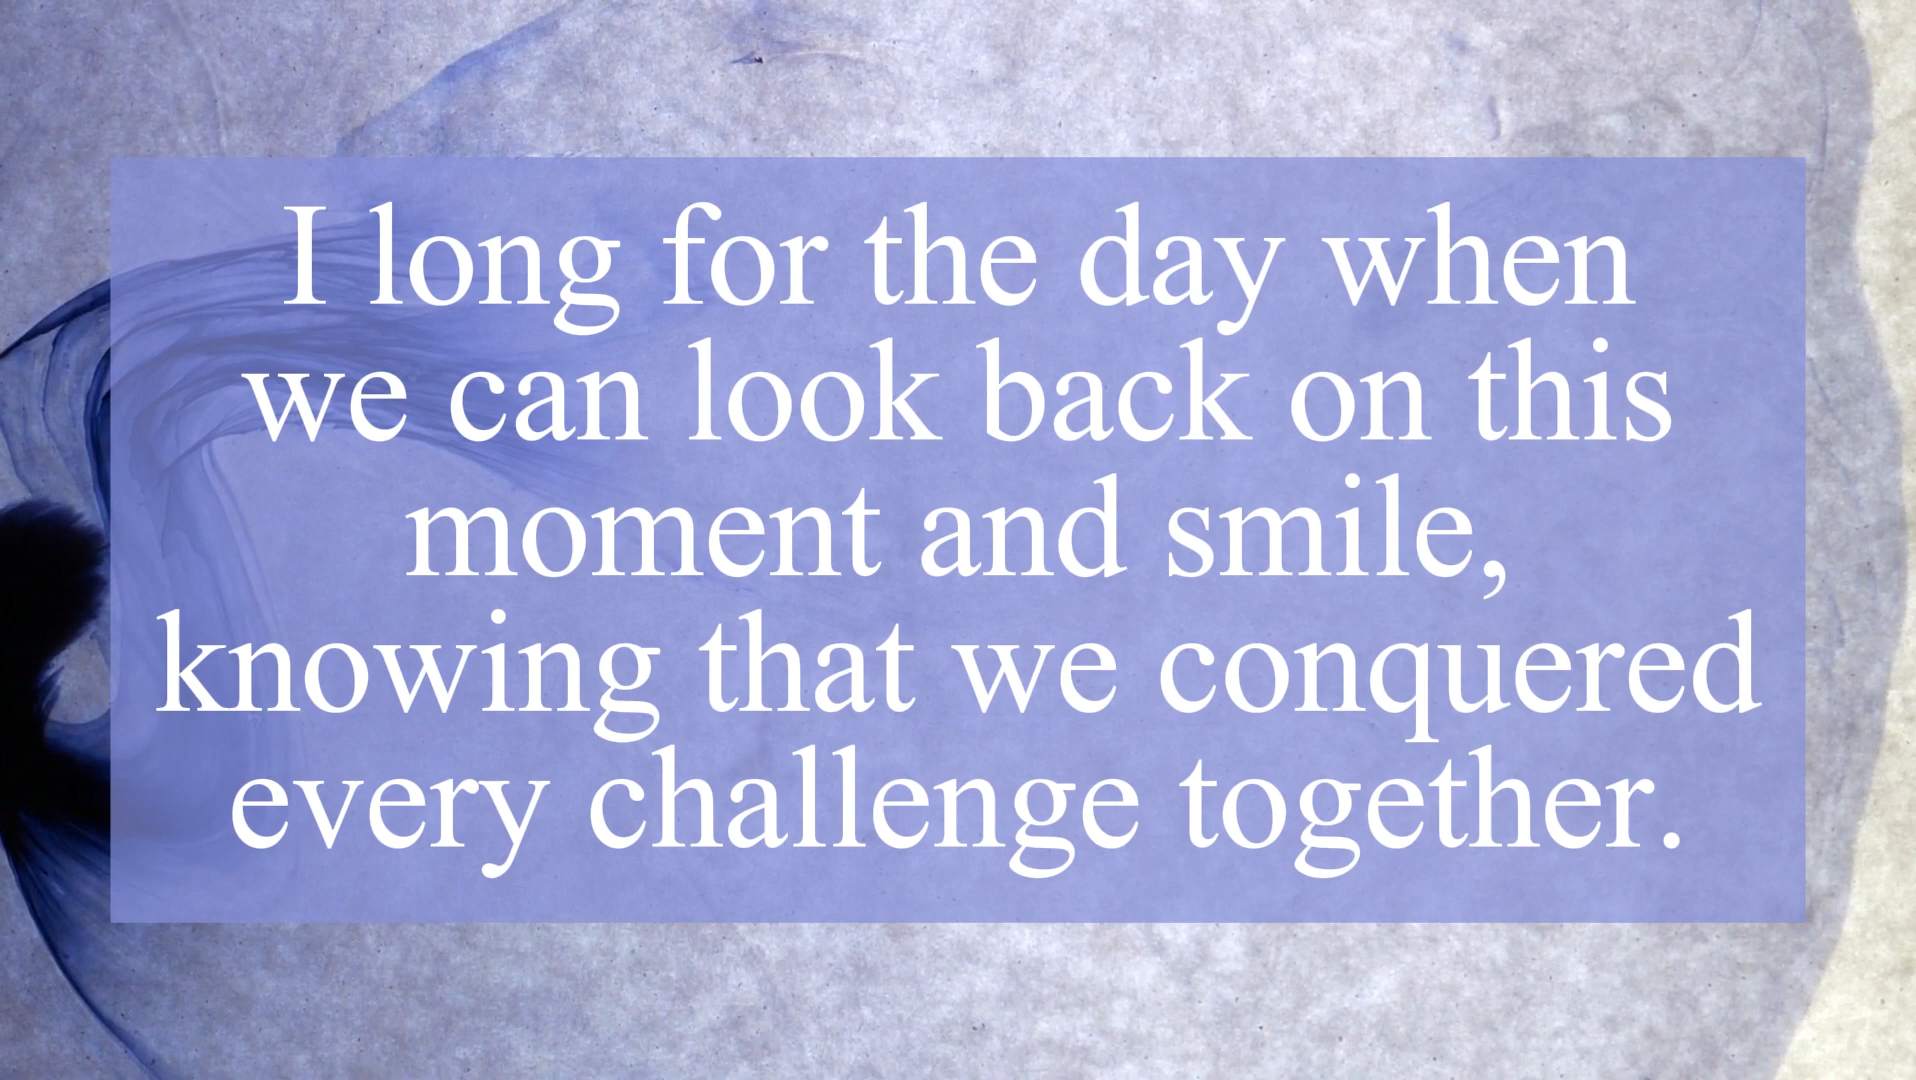 I long for the day when
we can look back on this
moment and smile,
knowing that we conquered
every challenge together.